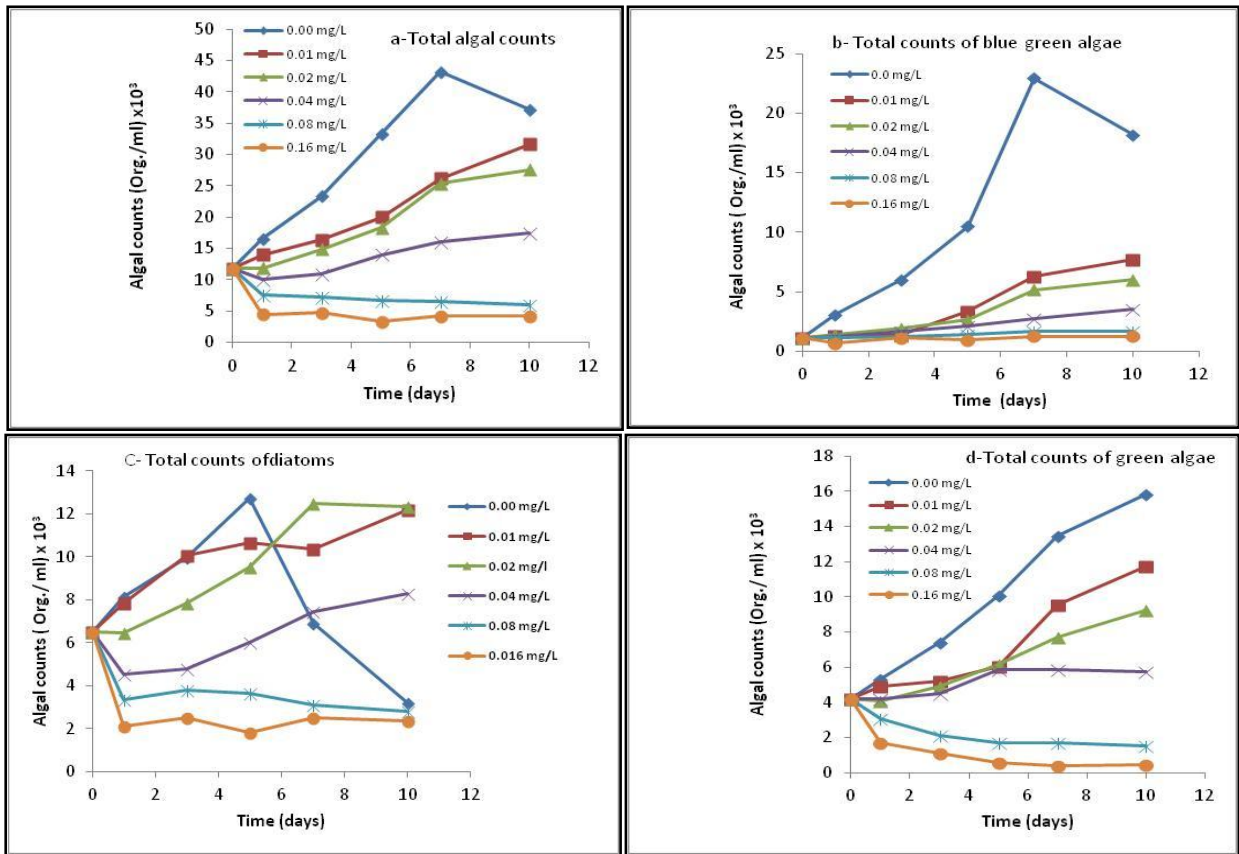 a-Total algal counts
Algal counts (Org./ml) x10³
50
45
40
35
30
25
20
15
10
5
0
0.00 mg/L
0.01 mg/L
0.02 mg/L
0.04 mg/L
0.08 mg/L
0.16 mg/L
0 2 4 6 8 10 12
Time (days)
b- Total counts of blue green algae
Algal counts ( Org./ml) x 10³
25
20
15
10
5
0
0.0 mg/L
0.01 mg/L
0.02 mg/L
0.04 mg/L
0.08 mg/L
0.16 mg/L
0 2 4 6 8 10 12
Time (days)
C- Total counts ofdiatoms
Algal counts ( Org./ ml) x 10³
14
12
10
8
6
4
2
0
0.00 mg/L
0.01 mg/L
0.02 mg/l
0.04 mg/L
0.08 mg/L
0.016 mg/L
0 2 4 6 8 10 12
Time (days)
d-Total counts of green algae
Algal counts (Org./ ml) x 10³
18
16
14
12
10
8
6
4
2
0
0.00 mg/L
0.01 mg/L
0.02 mg/L
0.04 mg/L
0.08 mg/L
0.16 mg/L
0 2 4 6 8 10 12
Time (days)